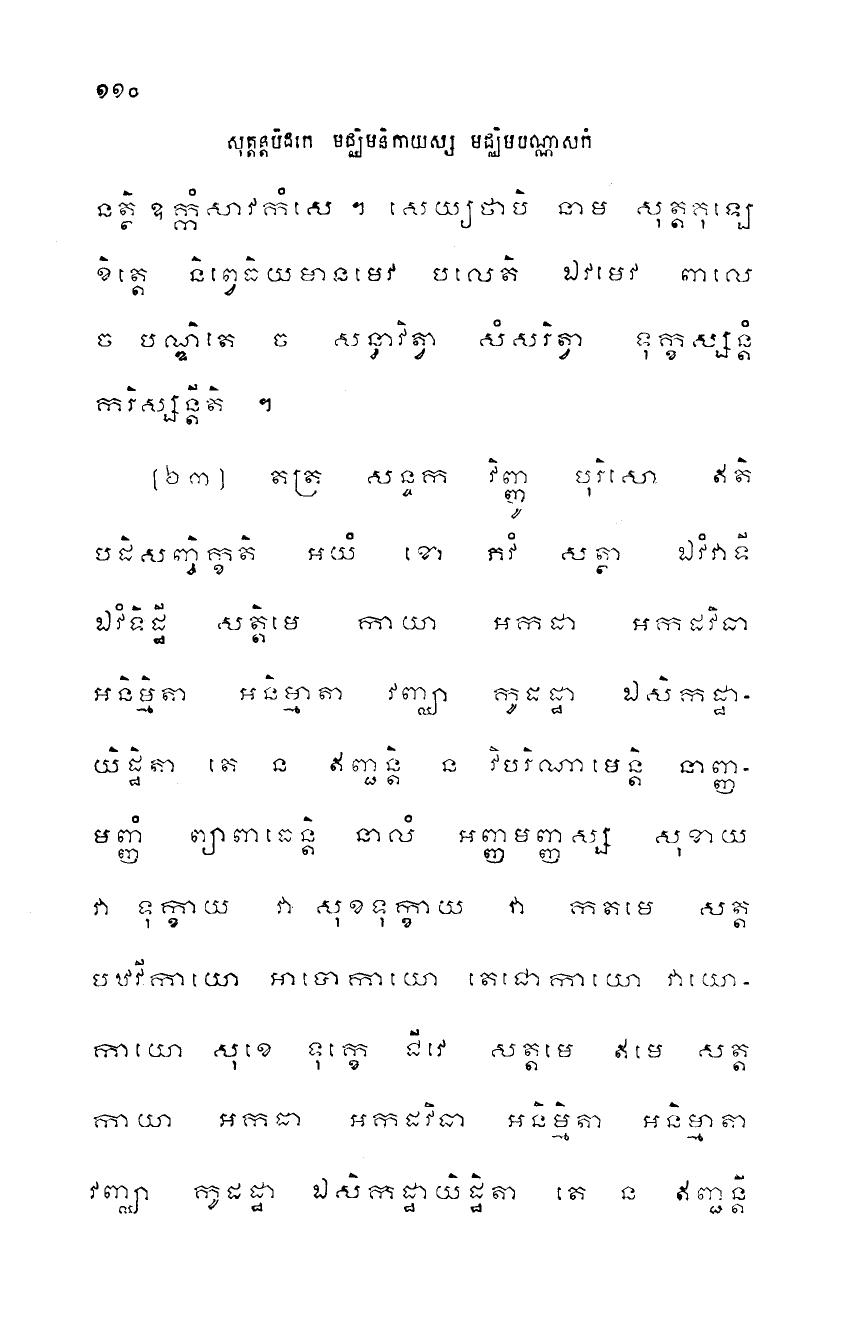 ១១០
សុត្តន្តបិដកេ មជ្ឈិមនិកាយស្ស មជ្ឈិមបណ្ណាសកំ
នត្ថិ ឧក្កំសាវកំសេ ។ សេយ្យថាបិ នាម សុត្តគុឡេ
ខិត្តេ និព្វេធិយមានមេវ បលេតិ ឯវមេវ ពាលេ
ច បណ្ឌិតេ ច សន្ធាវិត្វា សំសរិត្វា ទុក្ខស្សន្តំ
ករិស្សន្តីតិ ។
[៦៣] តត្រ សន្ទក វិញ្ញូ បុរិសោ ឥតិ
បដិសញ្ចិក្ខតិ អយំ ខោ ភវំ សត្ថា ឯវំវាទី
ឯវំទិដ្ឋី សត្តិមេ កាយា អកដា អកដវិធា
អនិម្មិតា អនិម្មាតា វញ្ឈា កូដដ្ឋា ឯសិកដ្ឋា-
យិដ្ឋិតា តេ ន ឥញ្ជន្តិ ន វិបរិណាមេន្តិ នាញ្ញ-
មញ្ញំ ព្យាពាធេន្តិ នាលំ អញ្ញមញ្ញស្ស សុខាយ
វា ទុក្ខាយ វា សុខទុក្ខាយ វា កតមេ សត្ត
បឋវីកាយោ អាបោកាយោ តេជោកាយោ វាយោ-
កាយោ សុខេ ទុក្ខេ ជីវេ សត្តមេ ឥមេ សត្ត
កាយា អកដា អកដវិធា អនិម្មិតា អនិម្មាតា
វញ្ឈា កូដដ្ឋា ឯសិកដ្ឋាយិដ្ឋិតា តេ ន ឥញ្ជន្តិ